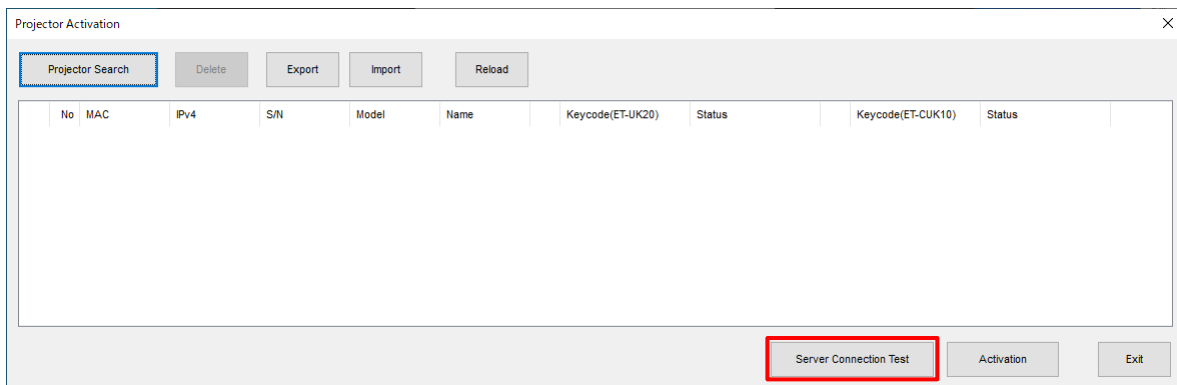 Projector Activation
Projector Search Delete Export Import Reload
No MAC IPv4 S/N Model Name Keycode(ET-UK20) Status Keycode(ET-CUK10) Status
Server Connection Test Activation Exit